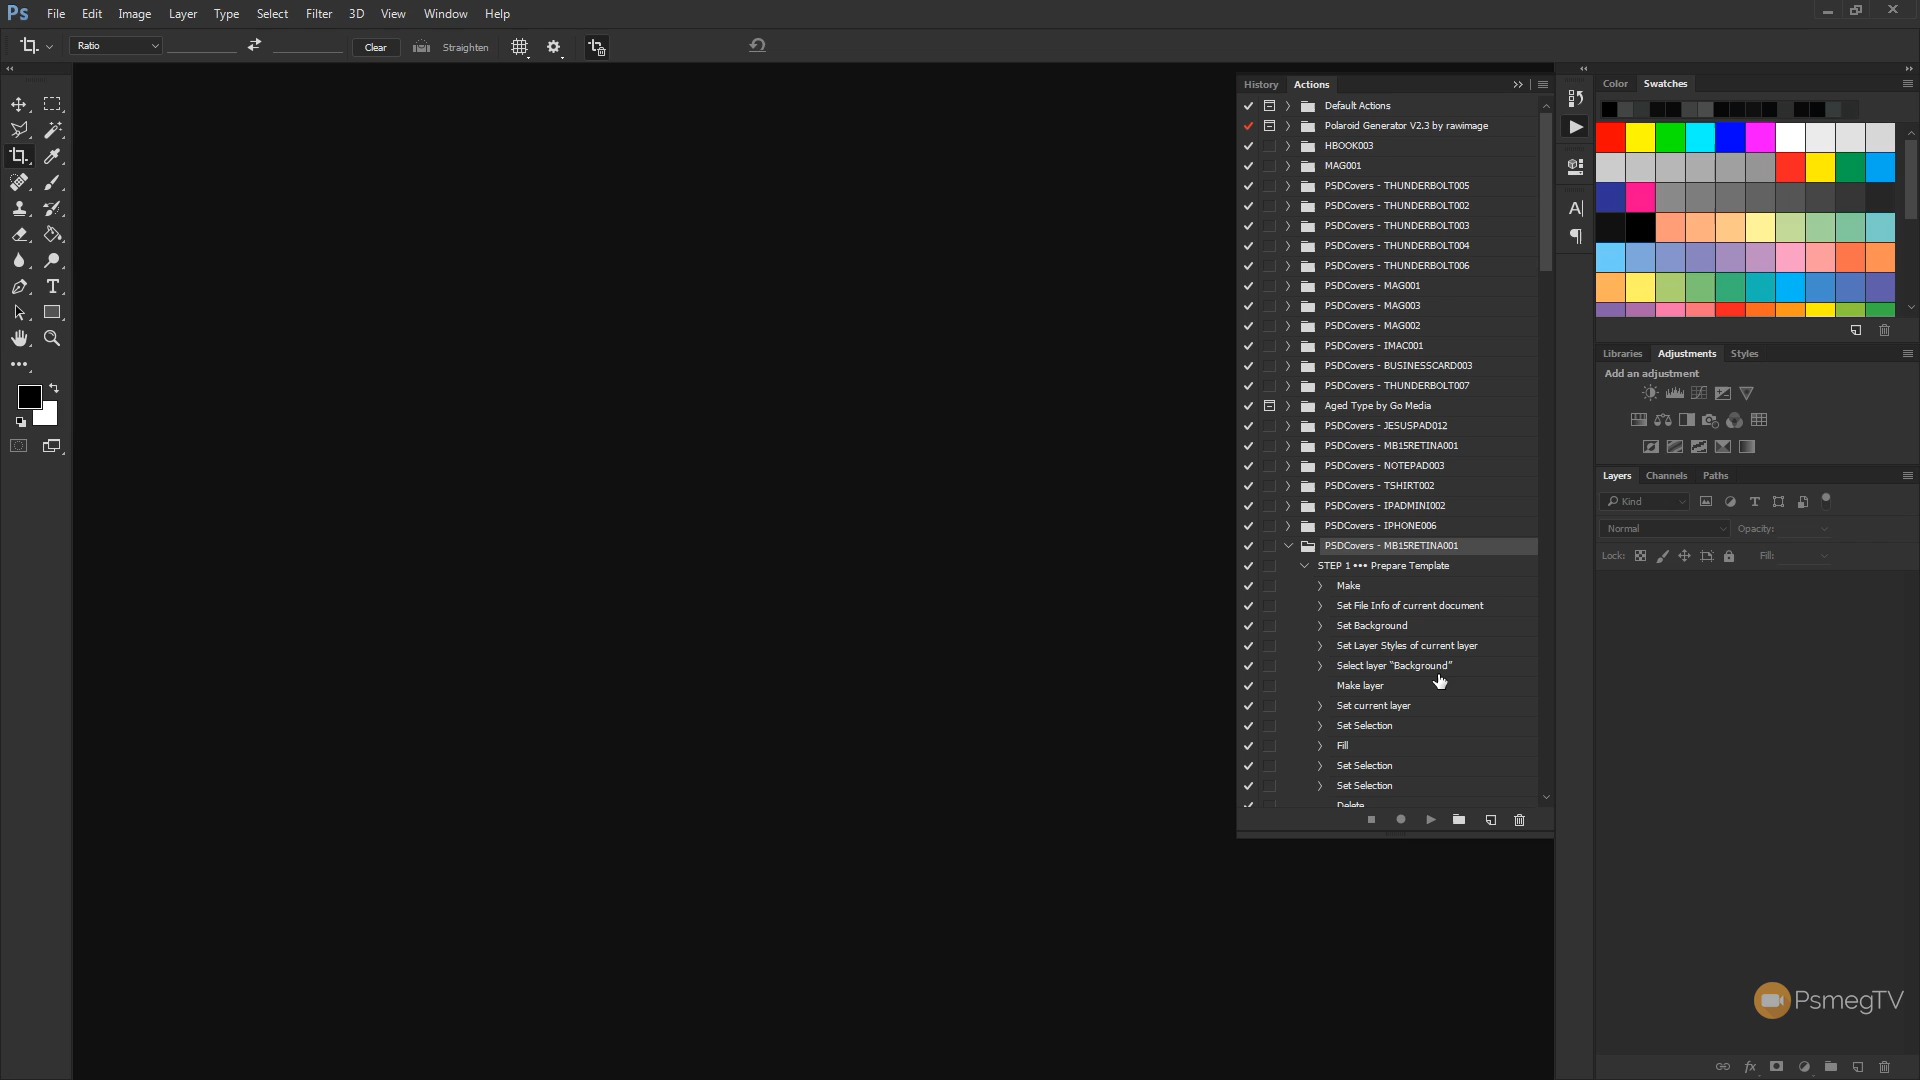 Ps File Edit Image Layer Type Select Filter 3D View Window Help
Ratio Clear Straighten
History Actions
Default Actions
Polaroid Generator V2.3 by rawimage
HBOOK003
MAG001
PSDCovers - THUNDERBOLT005
PSDCovers - THUNDERBOLT002
PSDCovers - THUNDERBOLT003
PSDCovers - THUNDERBOLT004
PSDCovers - THUNDERBOLT006
PSDCovers - MAG001
PSDCovers - MAG003
PSDCovers - MAG002
PSDCovers - IMAC001
PSDCovers - BUSINESSCARD003
PSDCovers - THUNDERBOLT007
Aged Type by Go Media
PSDCovers - JESUSPAD012
PSDCovers - MB15RETINA001
PSDCovers - NOTEPAD003
PSDCovers - TSHIRT002
PSDCovers - IPADMINI002
PSDCovers - IPHONE006
PSDCovers - MB15RETINA001
STEP 1 ••• Prepare Template
Make
Set File Info of current document
Set Background
Set Layer Styles of current layer
Select layer “Background”
Make layer
Set current layer
Set Selection
Fill
Set Selection
Set Selection
Delete
Color Swatches
Libraries Adjustments Styles
Add an adjustment
Layers Channels Paths
Kind
Normal Opacity:
Lock: Fill:
PsmegTV